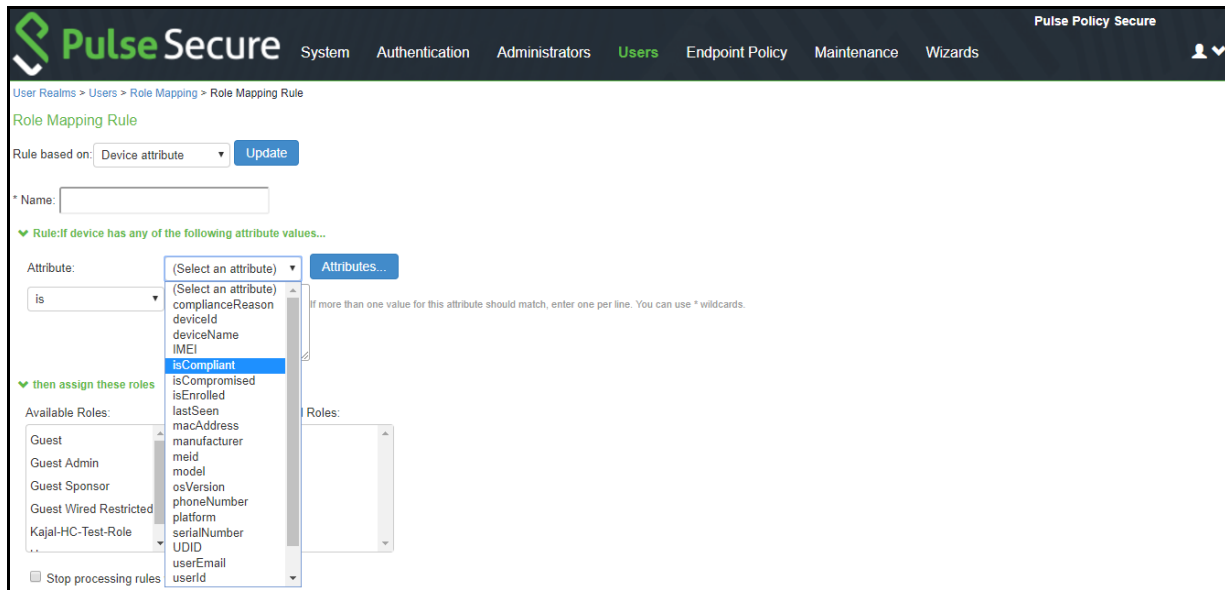 Pulse Policy Secure
Pulse Secure System Authentication Administrators Users Endpoint Policy Maintenance Wizards
User Realms > Users > Role Mapping > Role Mapping Rule
Role Mapping Rule
Rule based on: Device attribute Update
* Name:
Rule:If device has any of the following attribute values...
Attribute: (Select an attribute) Attributes...
is
If more than one value for this attribute should match, enter one per line. You can use * wildcards.
(Select an attribute)
complianceReason
deviceId
deviceName
IMEI
isCompliant
isCompromised
isEnrolled
lastSeen
macAddress
manufacturer
meid
model
osVersion
phoneNumber
platform
serialNumber
UDID
userEmail
userId
then assign these roles
Available Roles: Roles:
Guest
Guest Admin
Guest Sponsor
Guest Wired Restricted
Kajal-HC-Test-Role
Stop processing rules